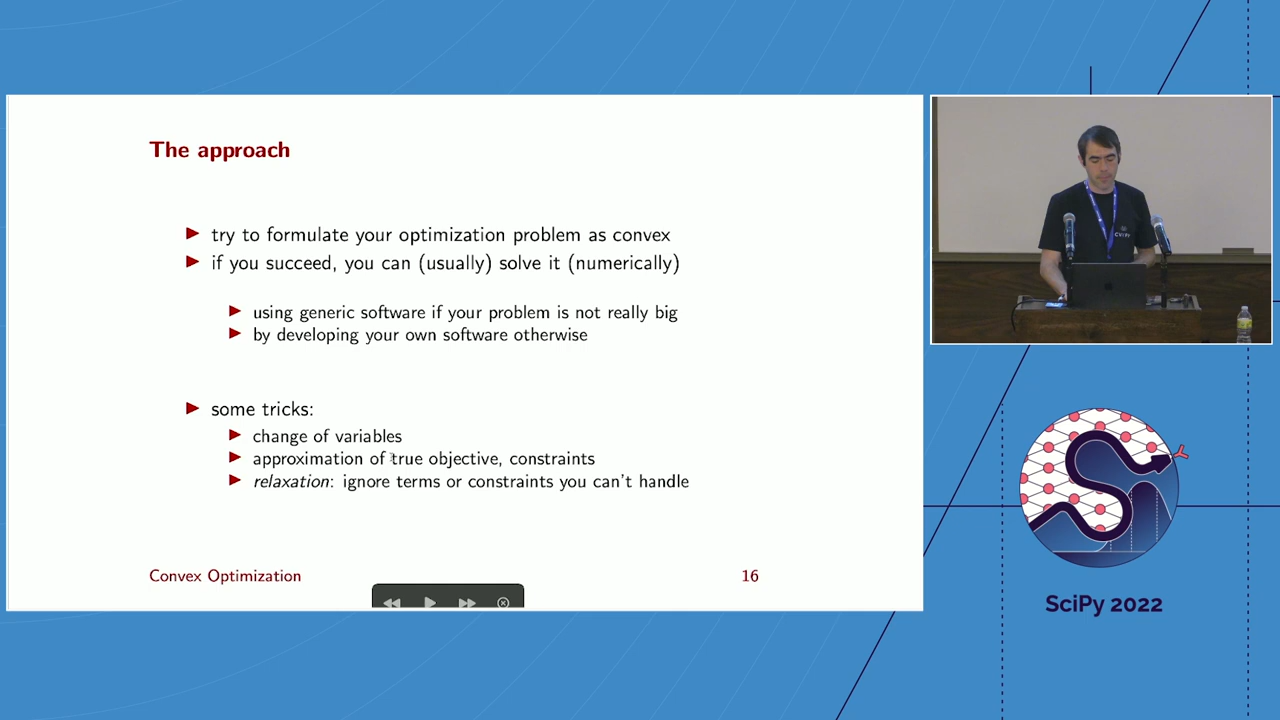 The approach
▶ try to formulate your optimization problem as convex
▶ if you succeed, you can (usually) solve it (numerically)
▶ using generic software if your problem is not really big
▶ by developing your own software otherwise
▶ some tricks:
▶ change of variables
▶ approximation of true objective, constraints
▶ relaxation: ignore terms or constraints you can't handle
Convex Optimization
16
SciPy 2022